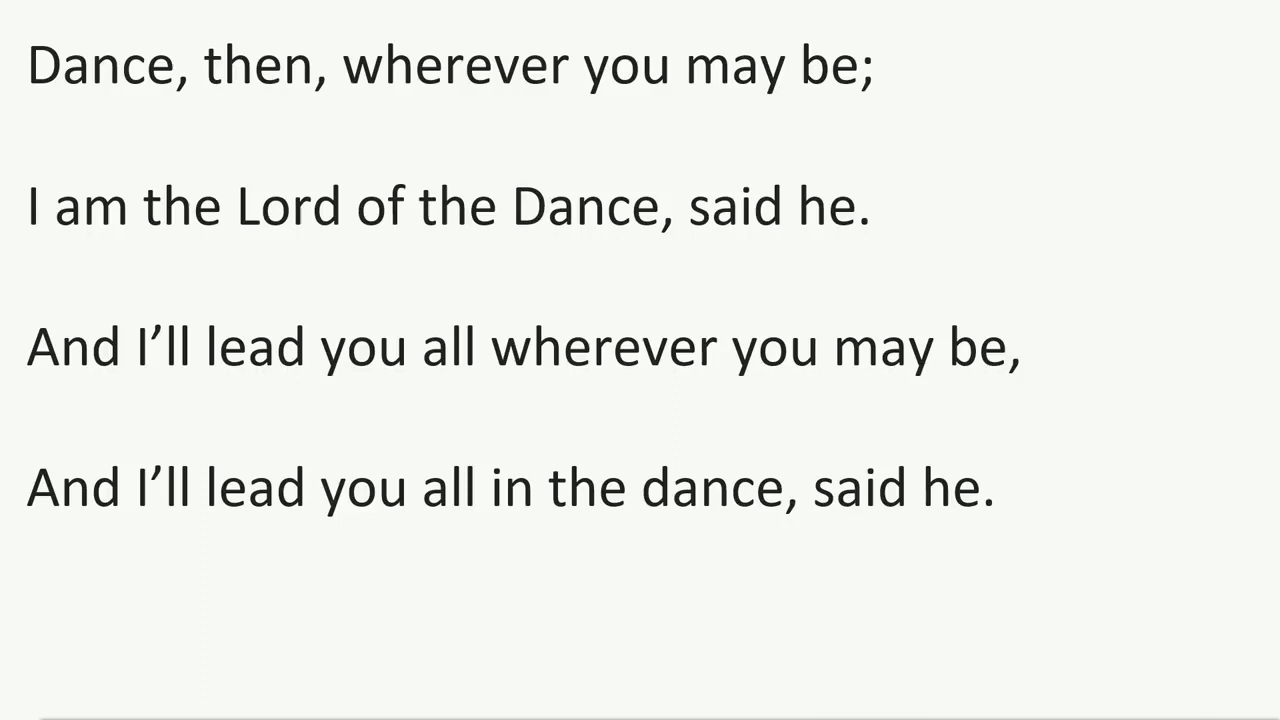 Dance, then, wherever you may be;
I am the Lord of the Dance, said he.
And I’ll lead you all wherever you may be,
And I’ll lead you all in the dance, said he.